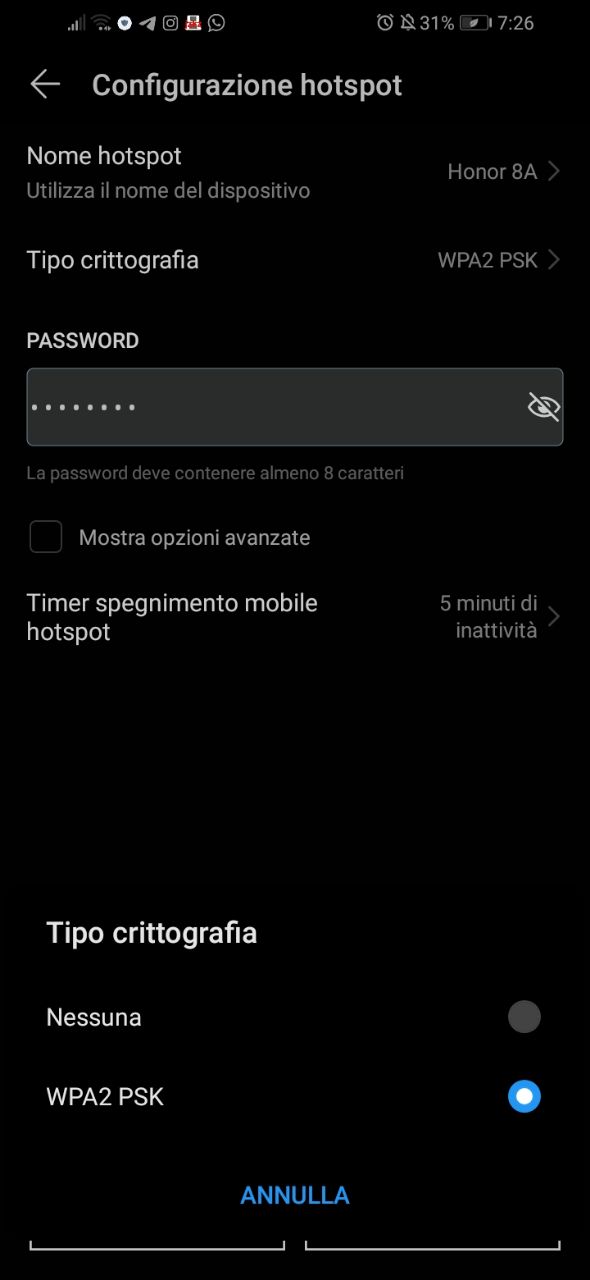 31% 7:26
Configurazione hotspot
Nome hotspot
Utilizza il nome del dispositivo
Honor 8A
Tipo crittografia
WPA2 PSK
PASSWORD
La password deve contenere almeno 8 caratteri
Mostra opzioni avanzate
Timer spegnimento mobile
hotspot
5 minuti di
inattività
Tipo crittografia
Nessuna
WPA2 PSK
ANNULLA